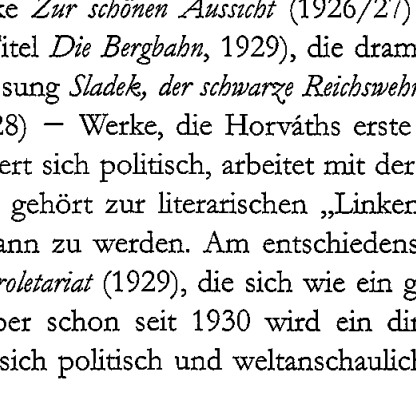 ke Zur schönen Aussicht (1926/27)
Titel Die Bergbahn, 1929), die dram
sung Sladek, der schwarze Reichswehr
28) — Werke, die Horváths erste
ert sich politisch, arbeitet mit der
gehört zur literarischen „Linken
ann zu werden. Am entschiedens
roletariat (1929), die sich wie ein g
ber schon seit 1930 wird ein di
sich politisch und weltanschaulich